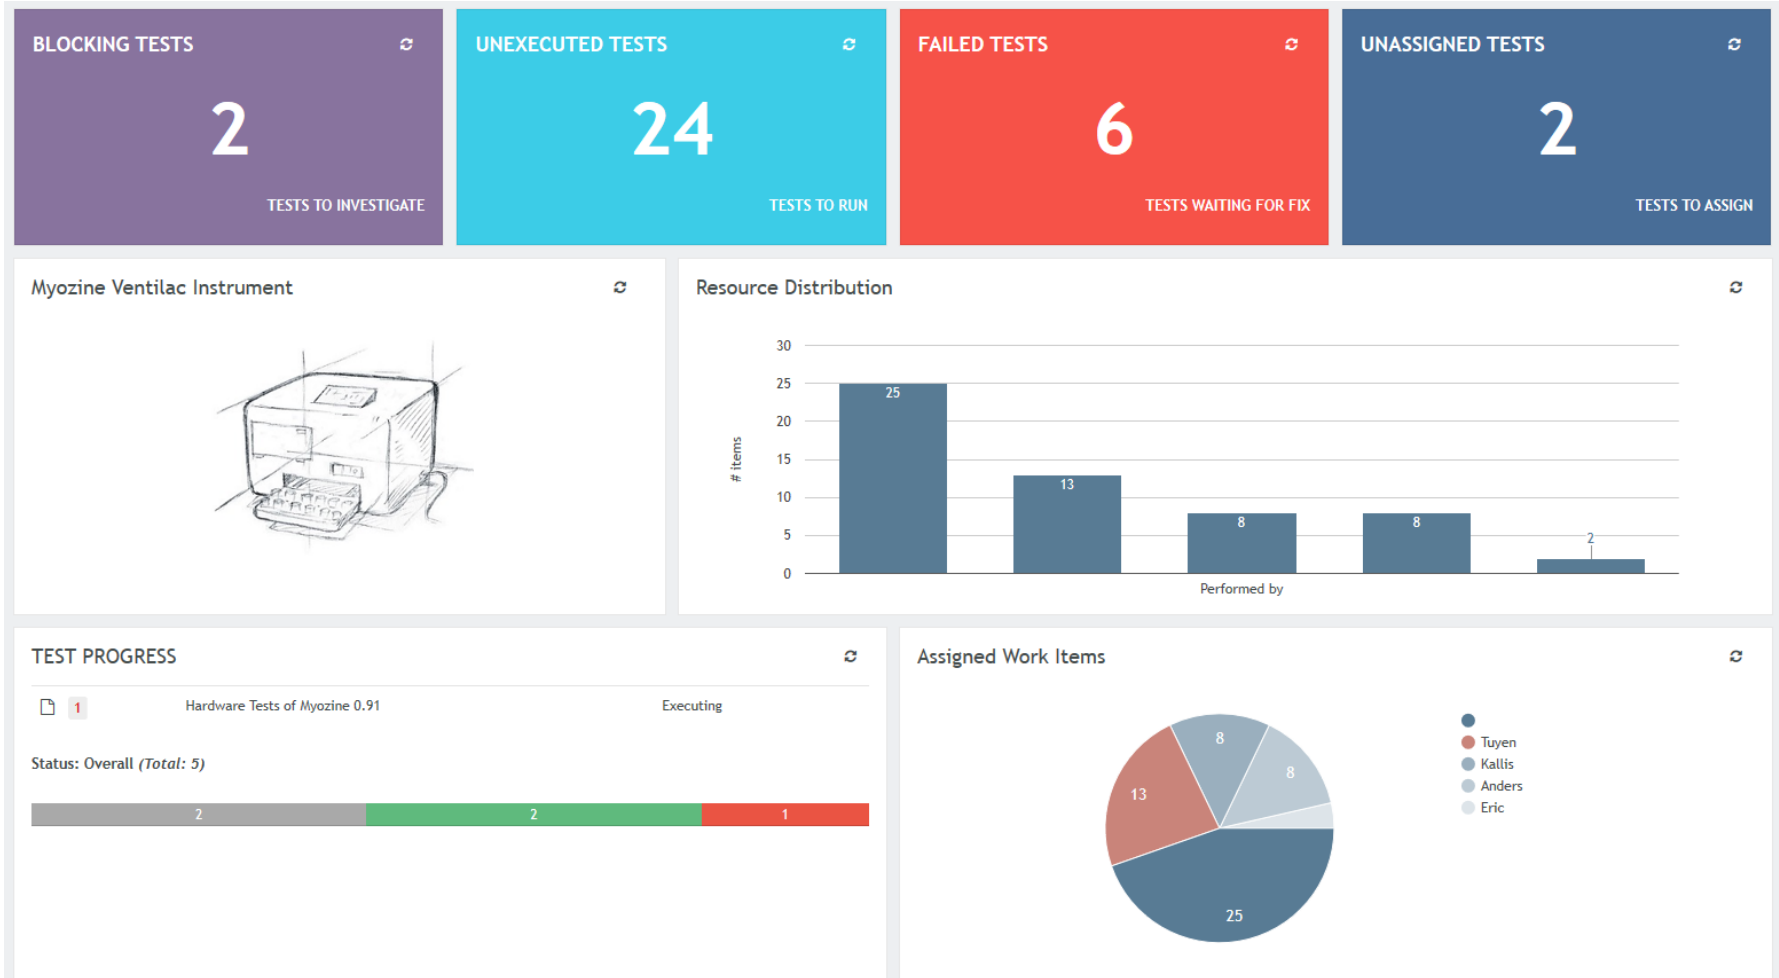 BLOCKING TESTS
2
TESTS TO INVESTIGATE
UNEXECUTED TESTS
24
TESTS TO RUN
FAILED TESTS
6
TESTS WAITING FOR FIX
UNASSIGNED TESTS
2
TESTS TO ASSIGN
Myozine Ventilac Instrument
Resource Distribution
# items
30
25
20
15
10
5
0
25
13
8
8
2
Performed by
TEST PROGRESS
1 Hardware Tests of Myozine 0.91 Executing
Status: Overall (Total: 5)
2 2 1
Assigned Work Items
8
8
13
25
Tuyen
Kallis
Anders
Eric